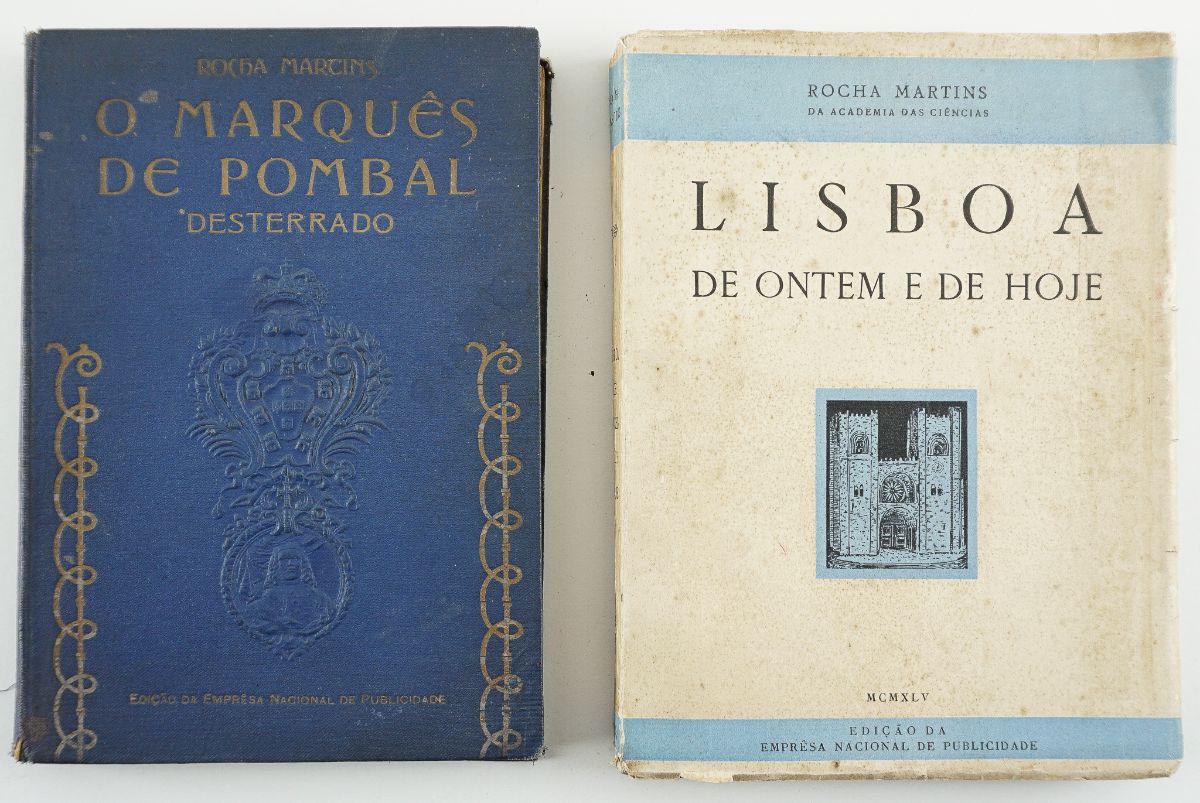 ROCHA MARTINS
O MARQUÊS
DE POMBAL
DESTERRADO
EDIÇÃO DA EMPRÊSA NACIONAL DE PUBLICIDADE
ROCHA MARTINS
DA ACADEMIA DAS CIÊNCIAS
LISBOA
DE ONTEM E DE HOJE
MCMXLV
EDIÇÃO DA
EMPRÊSA NACIONAL DE PUBLICIDADE